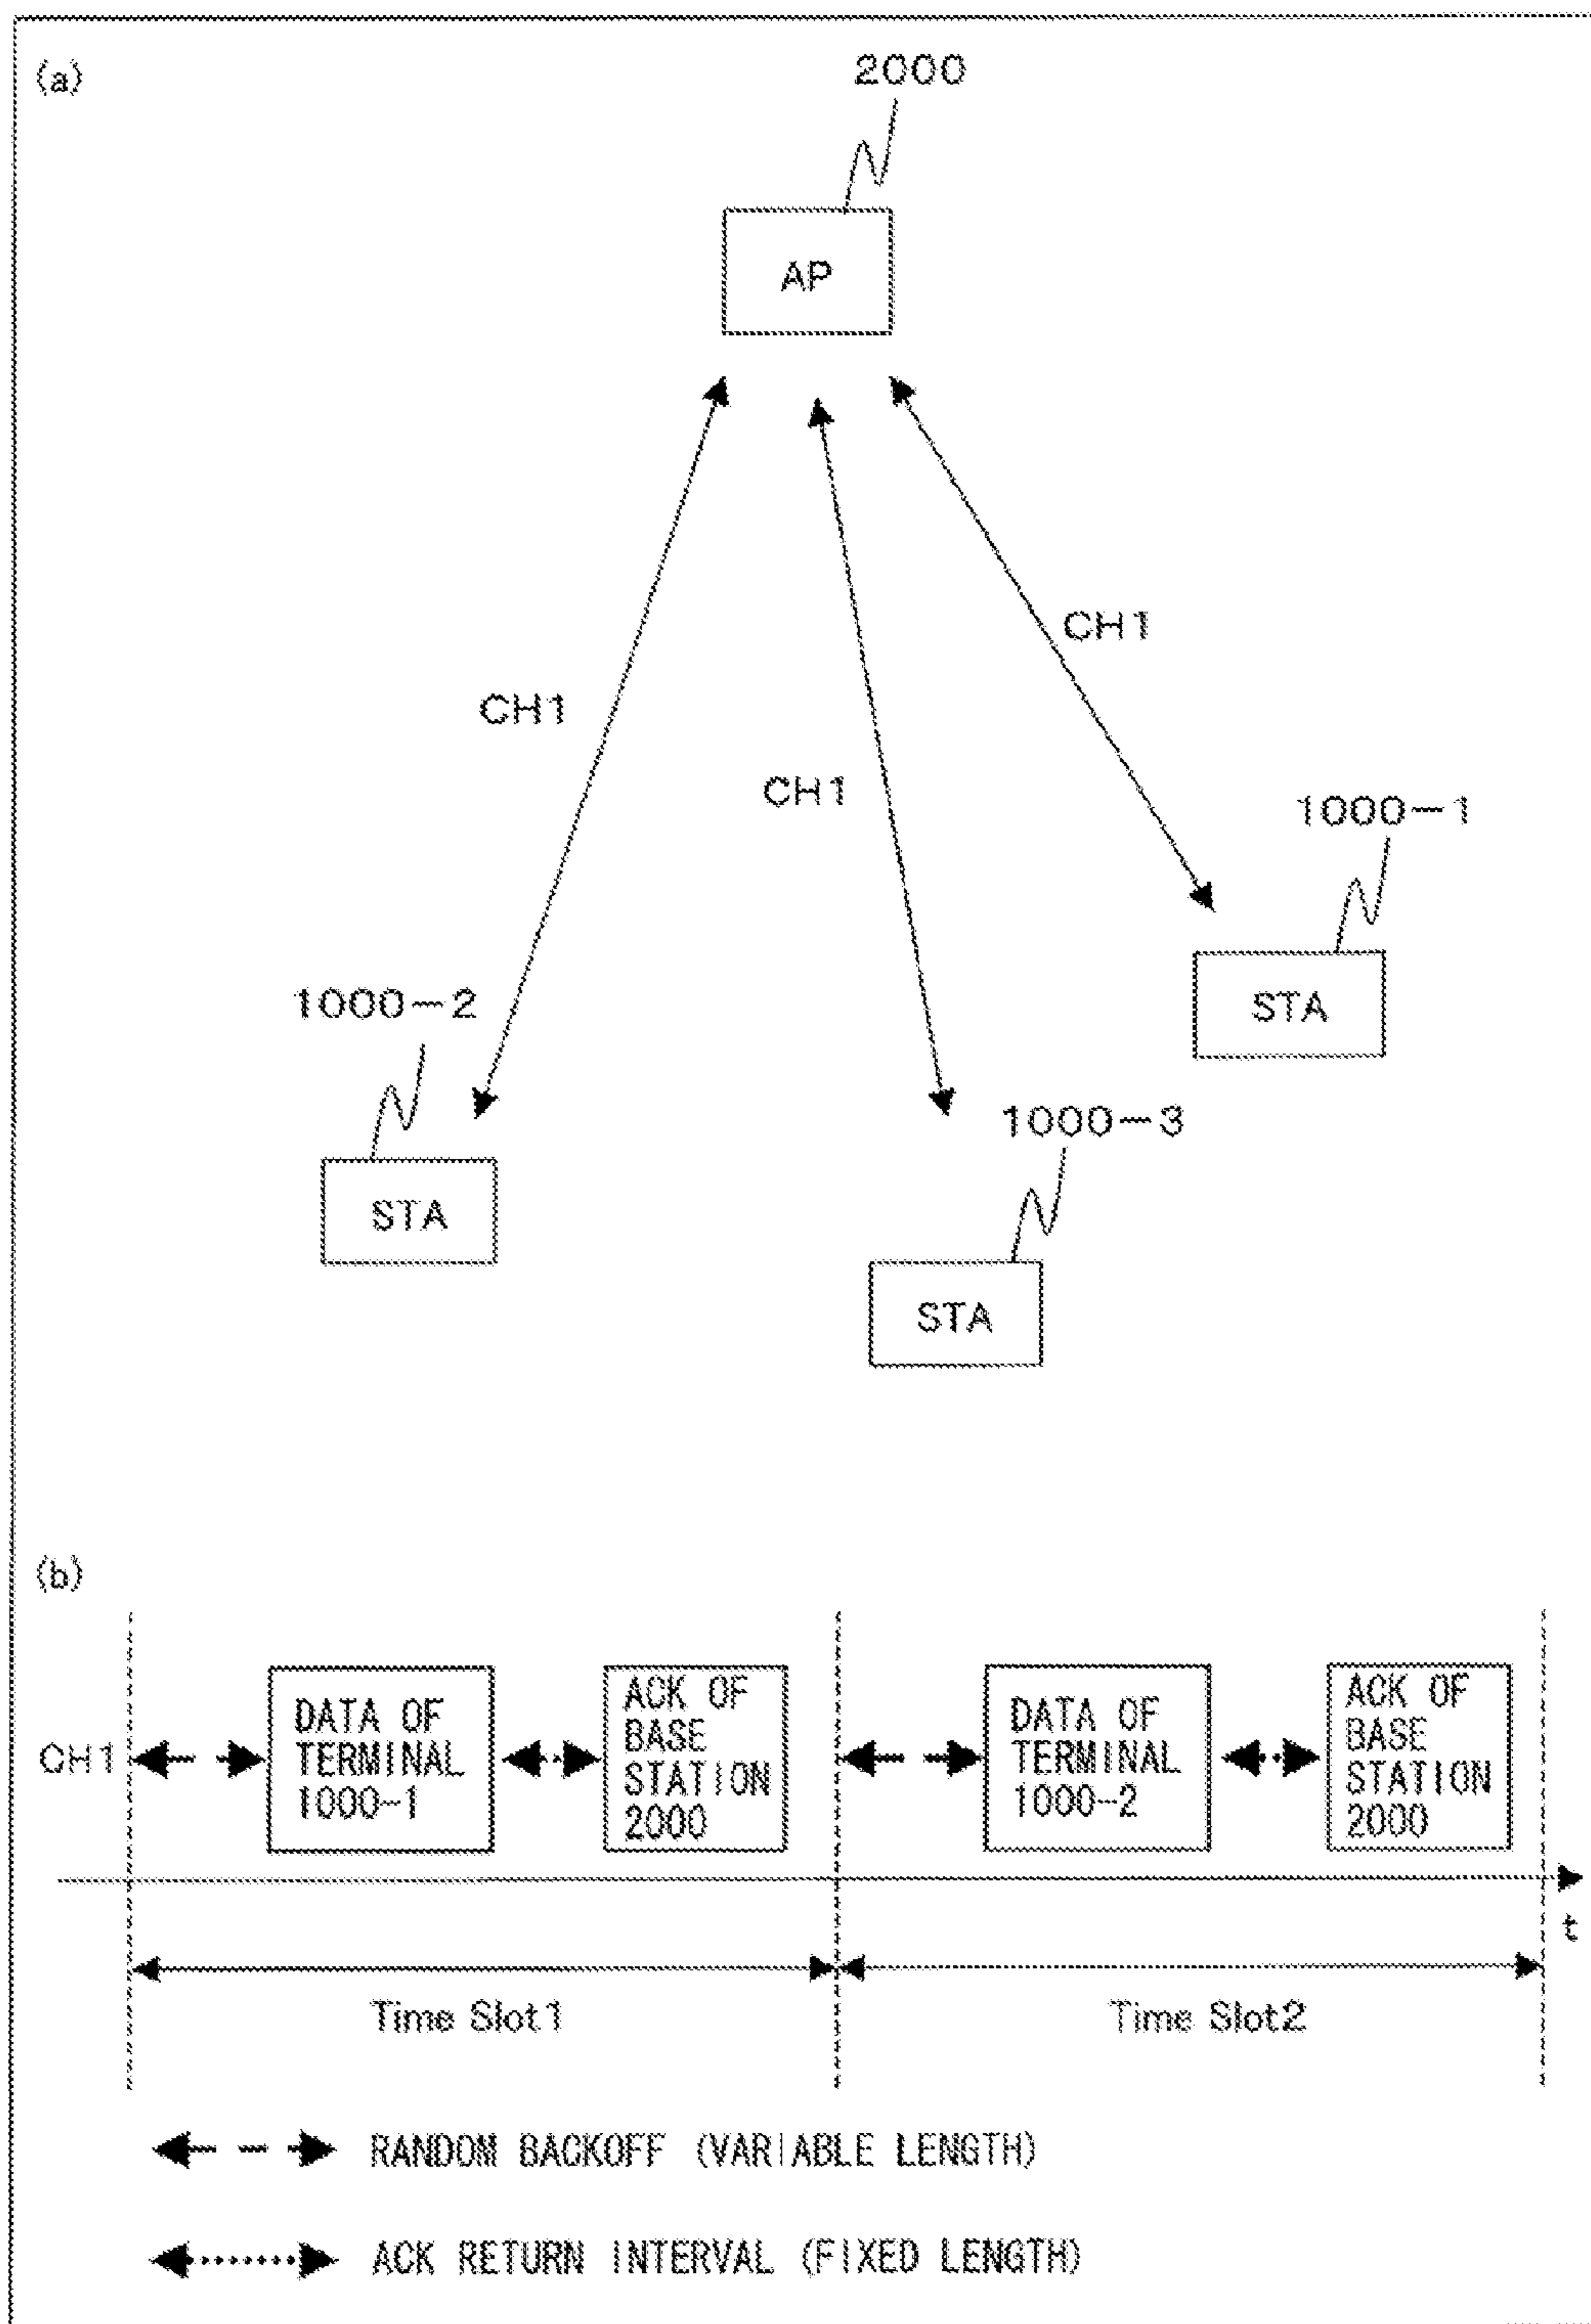 (a)
2000
AP
CH1
CH1
CH1
1000-1
STA
1000-2
STA
1000-3
STA
(b)
CH1
DATA OF
TERMINAL
1000-1
ACK OF
BASE
STATION
2000
DATA OF
TERMINAL
1000-2
ACK OF
BASE
STATION
2000
t
Time Slot1
Time Slot2
RANDOM BACKOFF (VARIABLE LENGTH)
ACK RETURN INTERVAL (FIXED LENGTH)